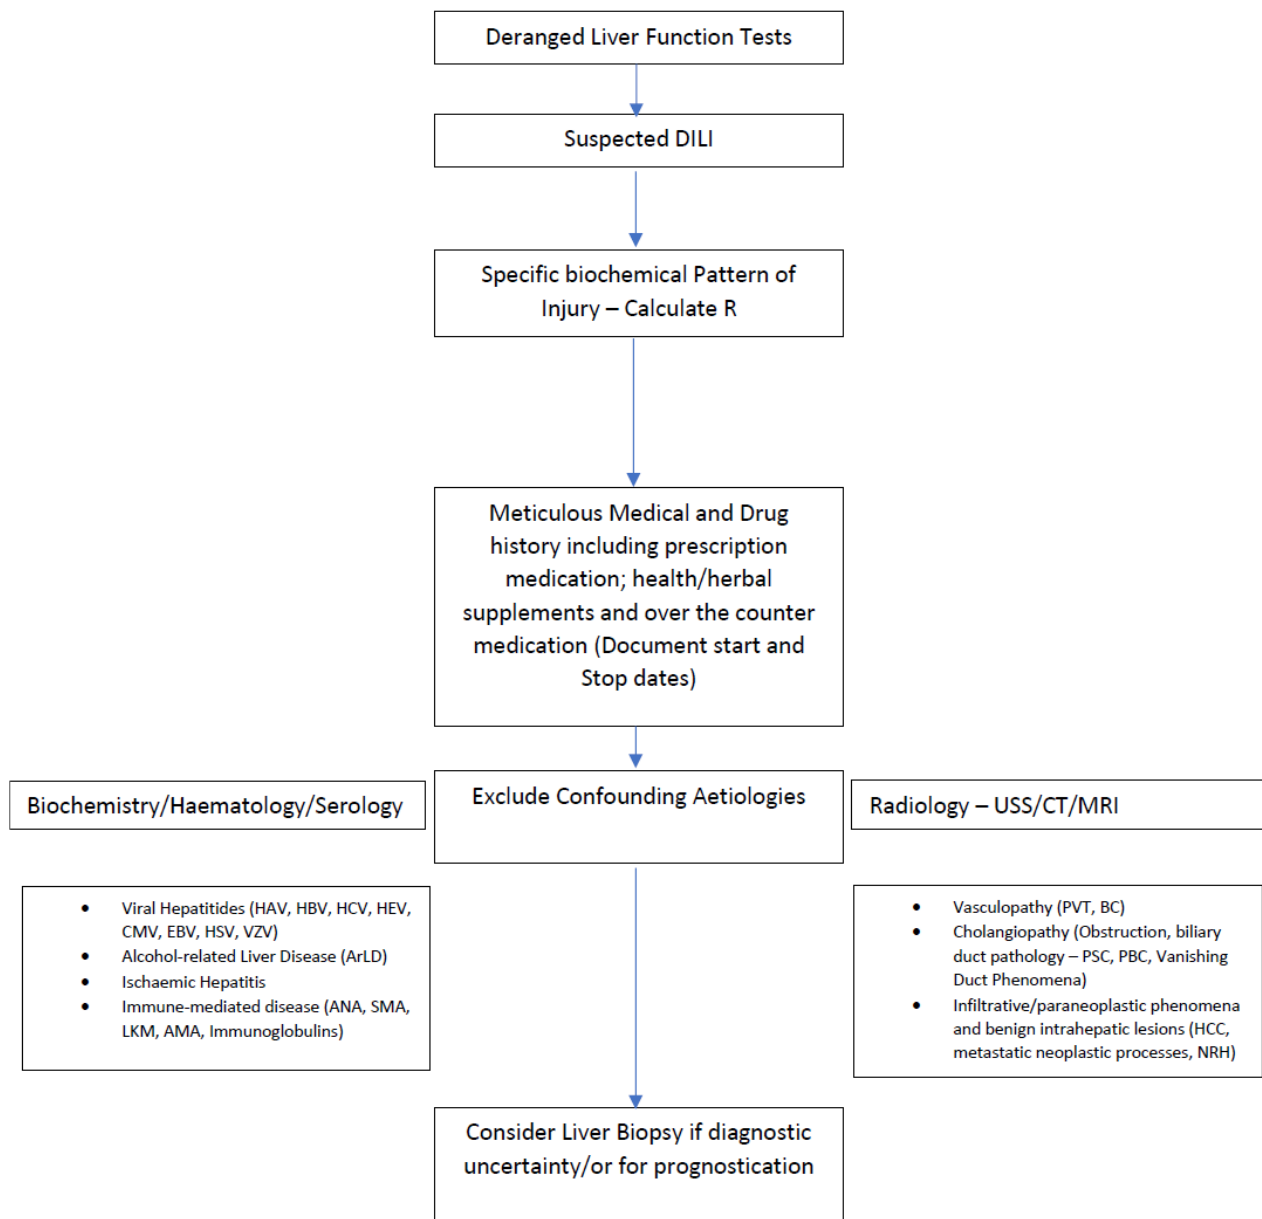 Deranged Liver Function Tests
Suspected DILI
Specific biochemical Pattern of
Injury – Calculate R
Meticulous Medical and Drug
history including prescription
medication; health/herbal
supplements and over the counter
medication (Document start and
Stop dates)
Exclude Confounding Aetiologies
Biochemistry/Haematology/Serology
• Viral Hepatitides (HAV, HBV, HCV, HEV,
CMV, EBV, HSV, VZV)
• Alcohol-related Liver Disease (ArLD)
• Ischaemic Hepatitis
• Immune-mediated disease (ANA, SMA,
LKM, AMA, Immunoglobulins)
Radiology – USS/CT/MRI
• Vasculopathy (PVT, BC)
• Cholangiopathy (Obstruction, biliary
duct pathology – PSC, PBC, Vanishing
Duct Phenomena)
• Infiltrative/paraneoplastic phenomena
and benign intrahepatic lesions (HCC,
metastatic neoplastic processes, NRH)
Consider Liver Biopsy if diagnostic
uncertainty/or for prognostication